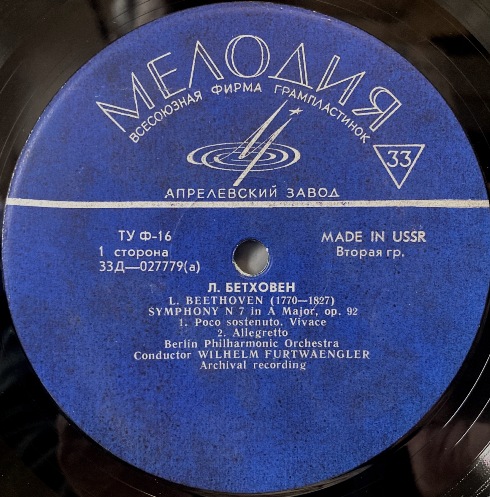 МЕЛОДИЯ
ВСЕСОЮЗНАЯ ФИРМА ГРАМПЛАСТИНОК
33
АПРЕЛЕВСКИЙ ЗАВОД
ТУ Ф-16
MADE IN USSR
1 сторона
Вторая гр.
33Д—027779(а)
Л. БЕТХОВЕН
L. BEETHOVEN (1770—1827)
SYMPHONY N 7 in A Major, op. 92
1. Poco sostenuto. Vivace
2. Allegretto
Berlin Philharmonic Orchestra
Conductor WILHELM FURTWAENGLER
Archival recording